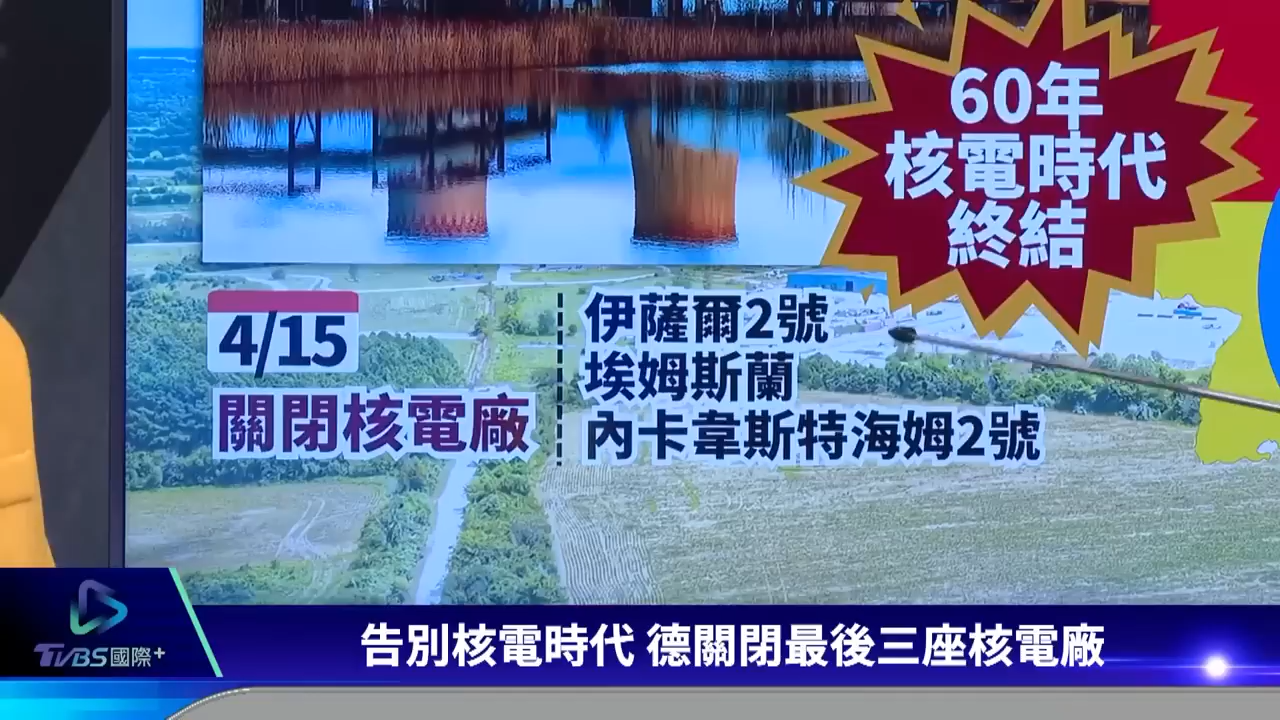 60年
核電時代
終結
4/15
關閉核電廠
伊薩爾2號
埃姆斯蘭
內卡韋斯特海姆2號
告別核電時代 德關閉最後三座核電廠
TVBS國際+